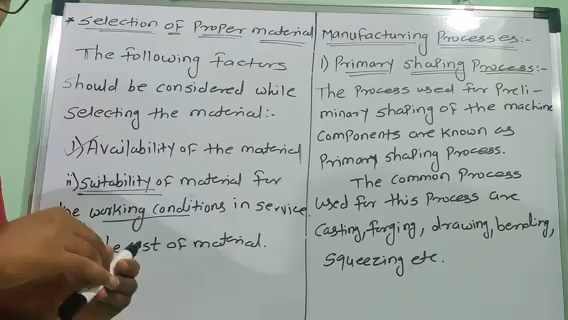 * Selection of Proper material
The following factors
should be considered while
selecting the material:-
i) Availability of the material
ii) Suitability of material for
working conditions in service.
cost of material.
Manufacturing Processes:-
1) Primary shaping Process:-
The Process used for Preli-
minary shaping of the machine
components are known as
Primary shaping Process.
The common Process
used for this Process are
casting, forging, drawing, bending,
squeezing etc.